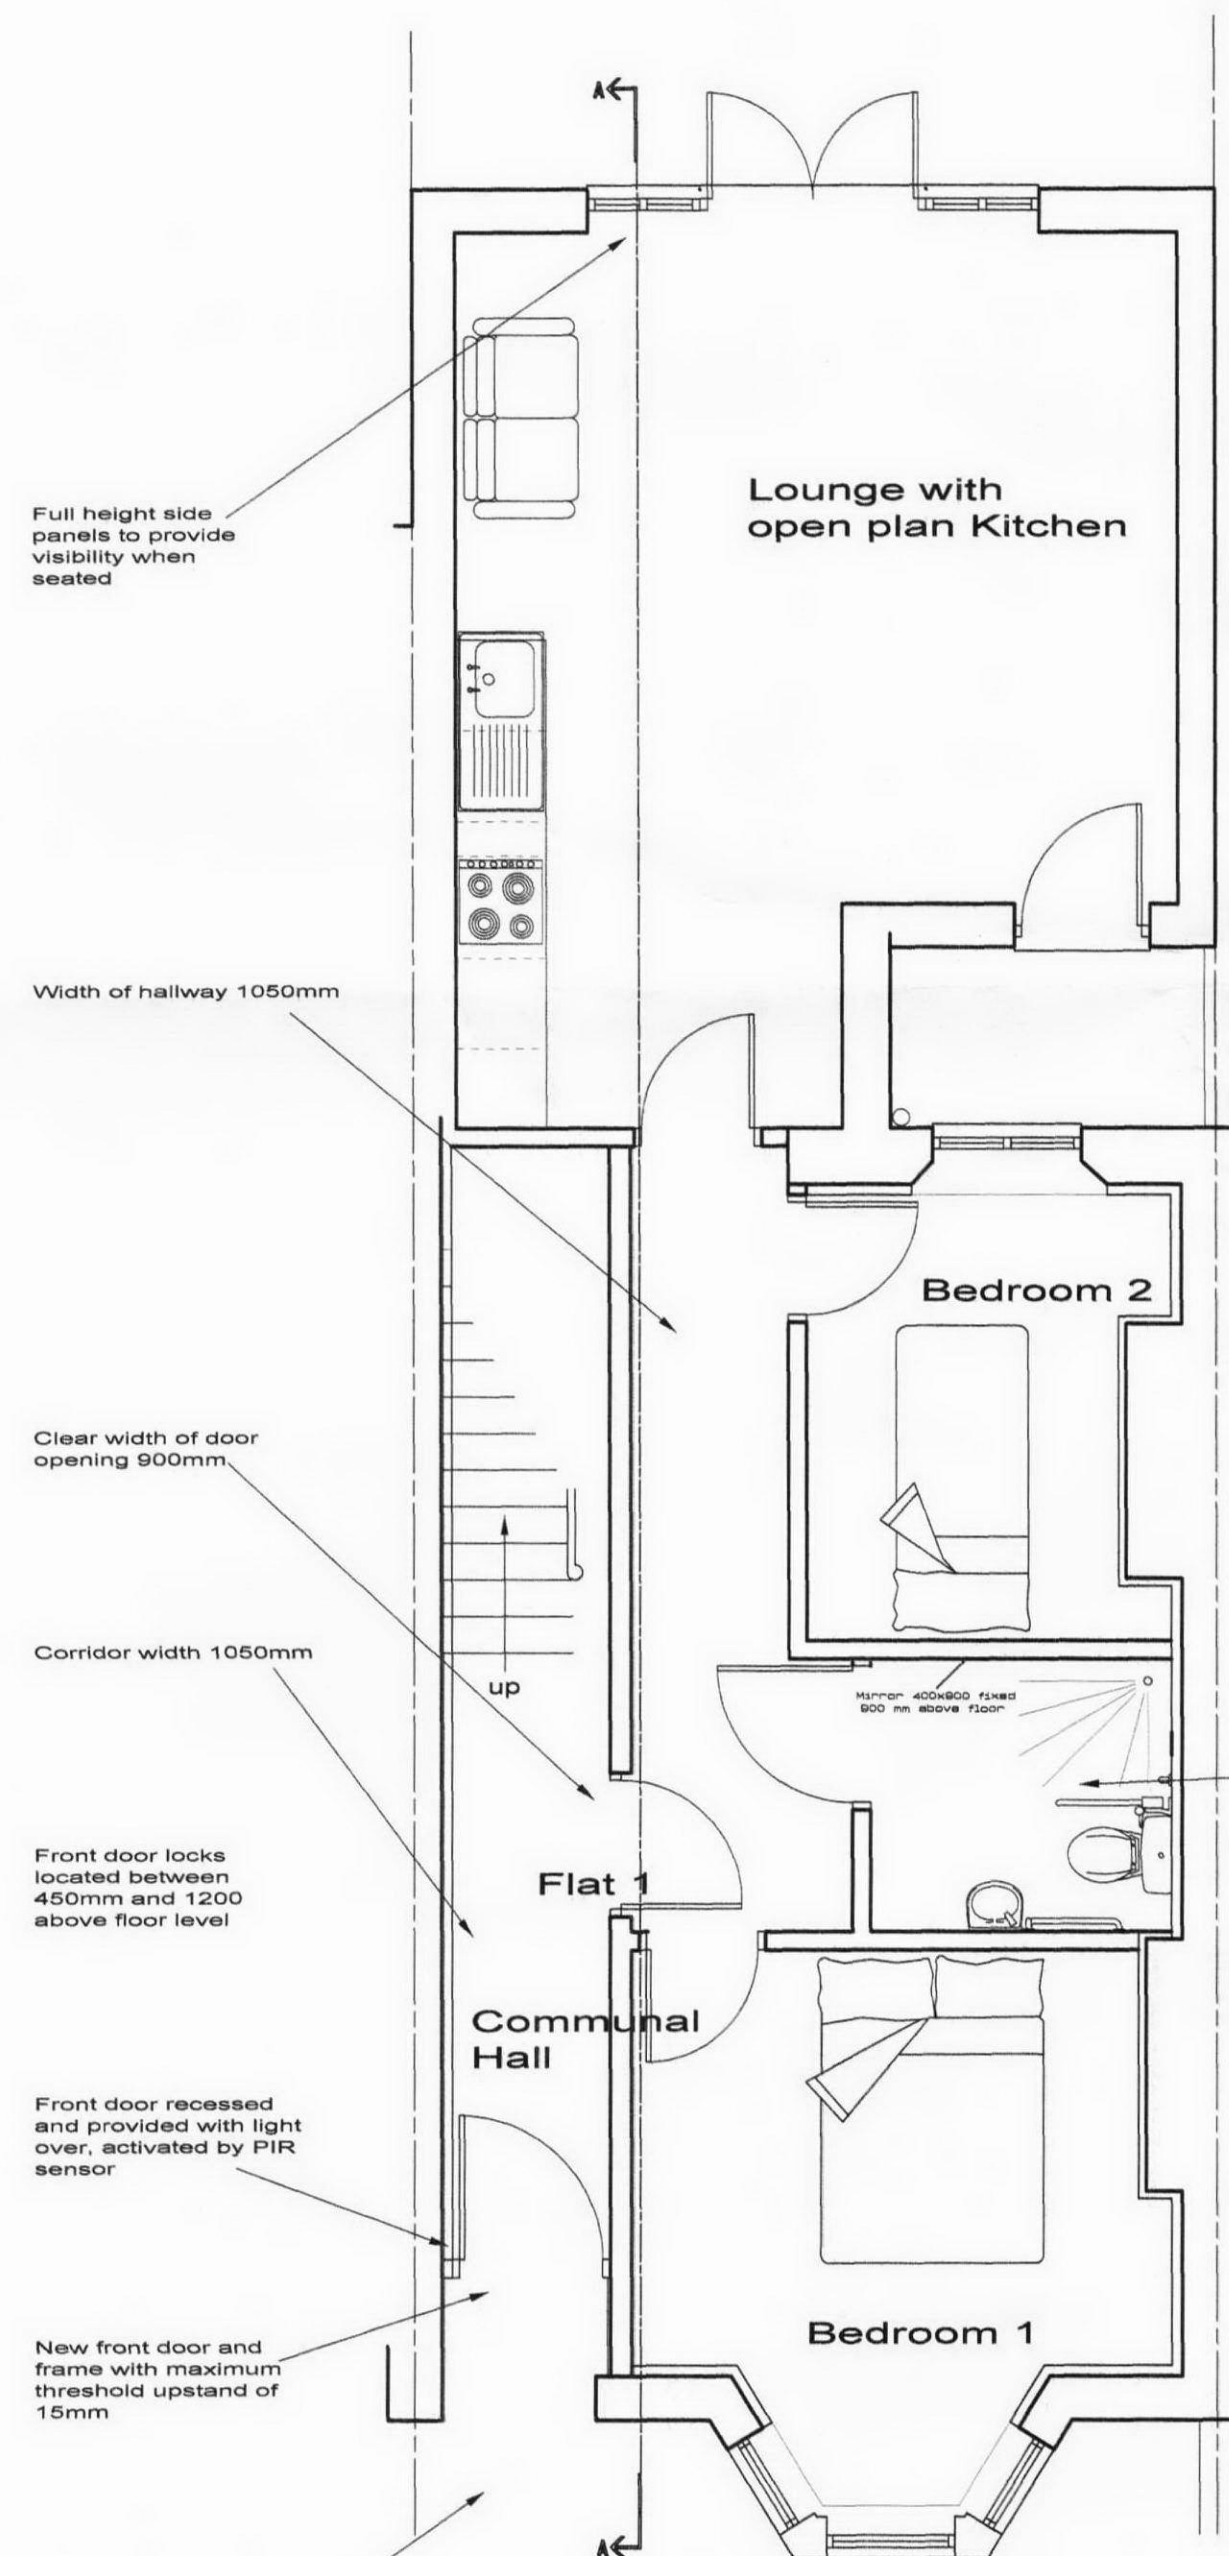 A
Lounge with
open plan Kitchen
Full height side
panels to provide
visibility when
seated
Width of hallway 1050mm
Bedroom 2
Clear width of door
opening 900mm
Corridor width 1050mm
up
Mirror 400x900 fixed
900 mm above floor
Front door locks
located between
450mm and 1200
above floor level
Flat 1
Communal
Hall
Front door recessed
and provided with light
over, activated by PIR
sensor
Bedroom 1
New front door and
frame with maximum
threshold upstand of
15mm
A